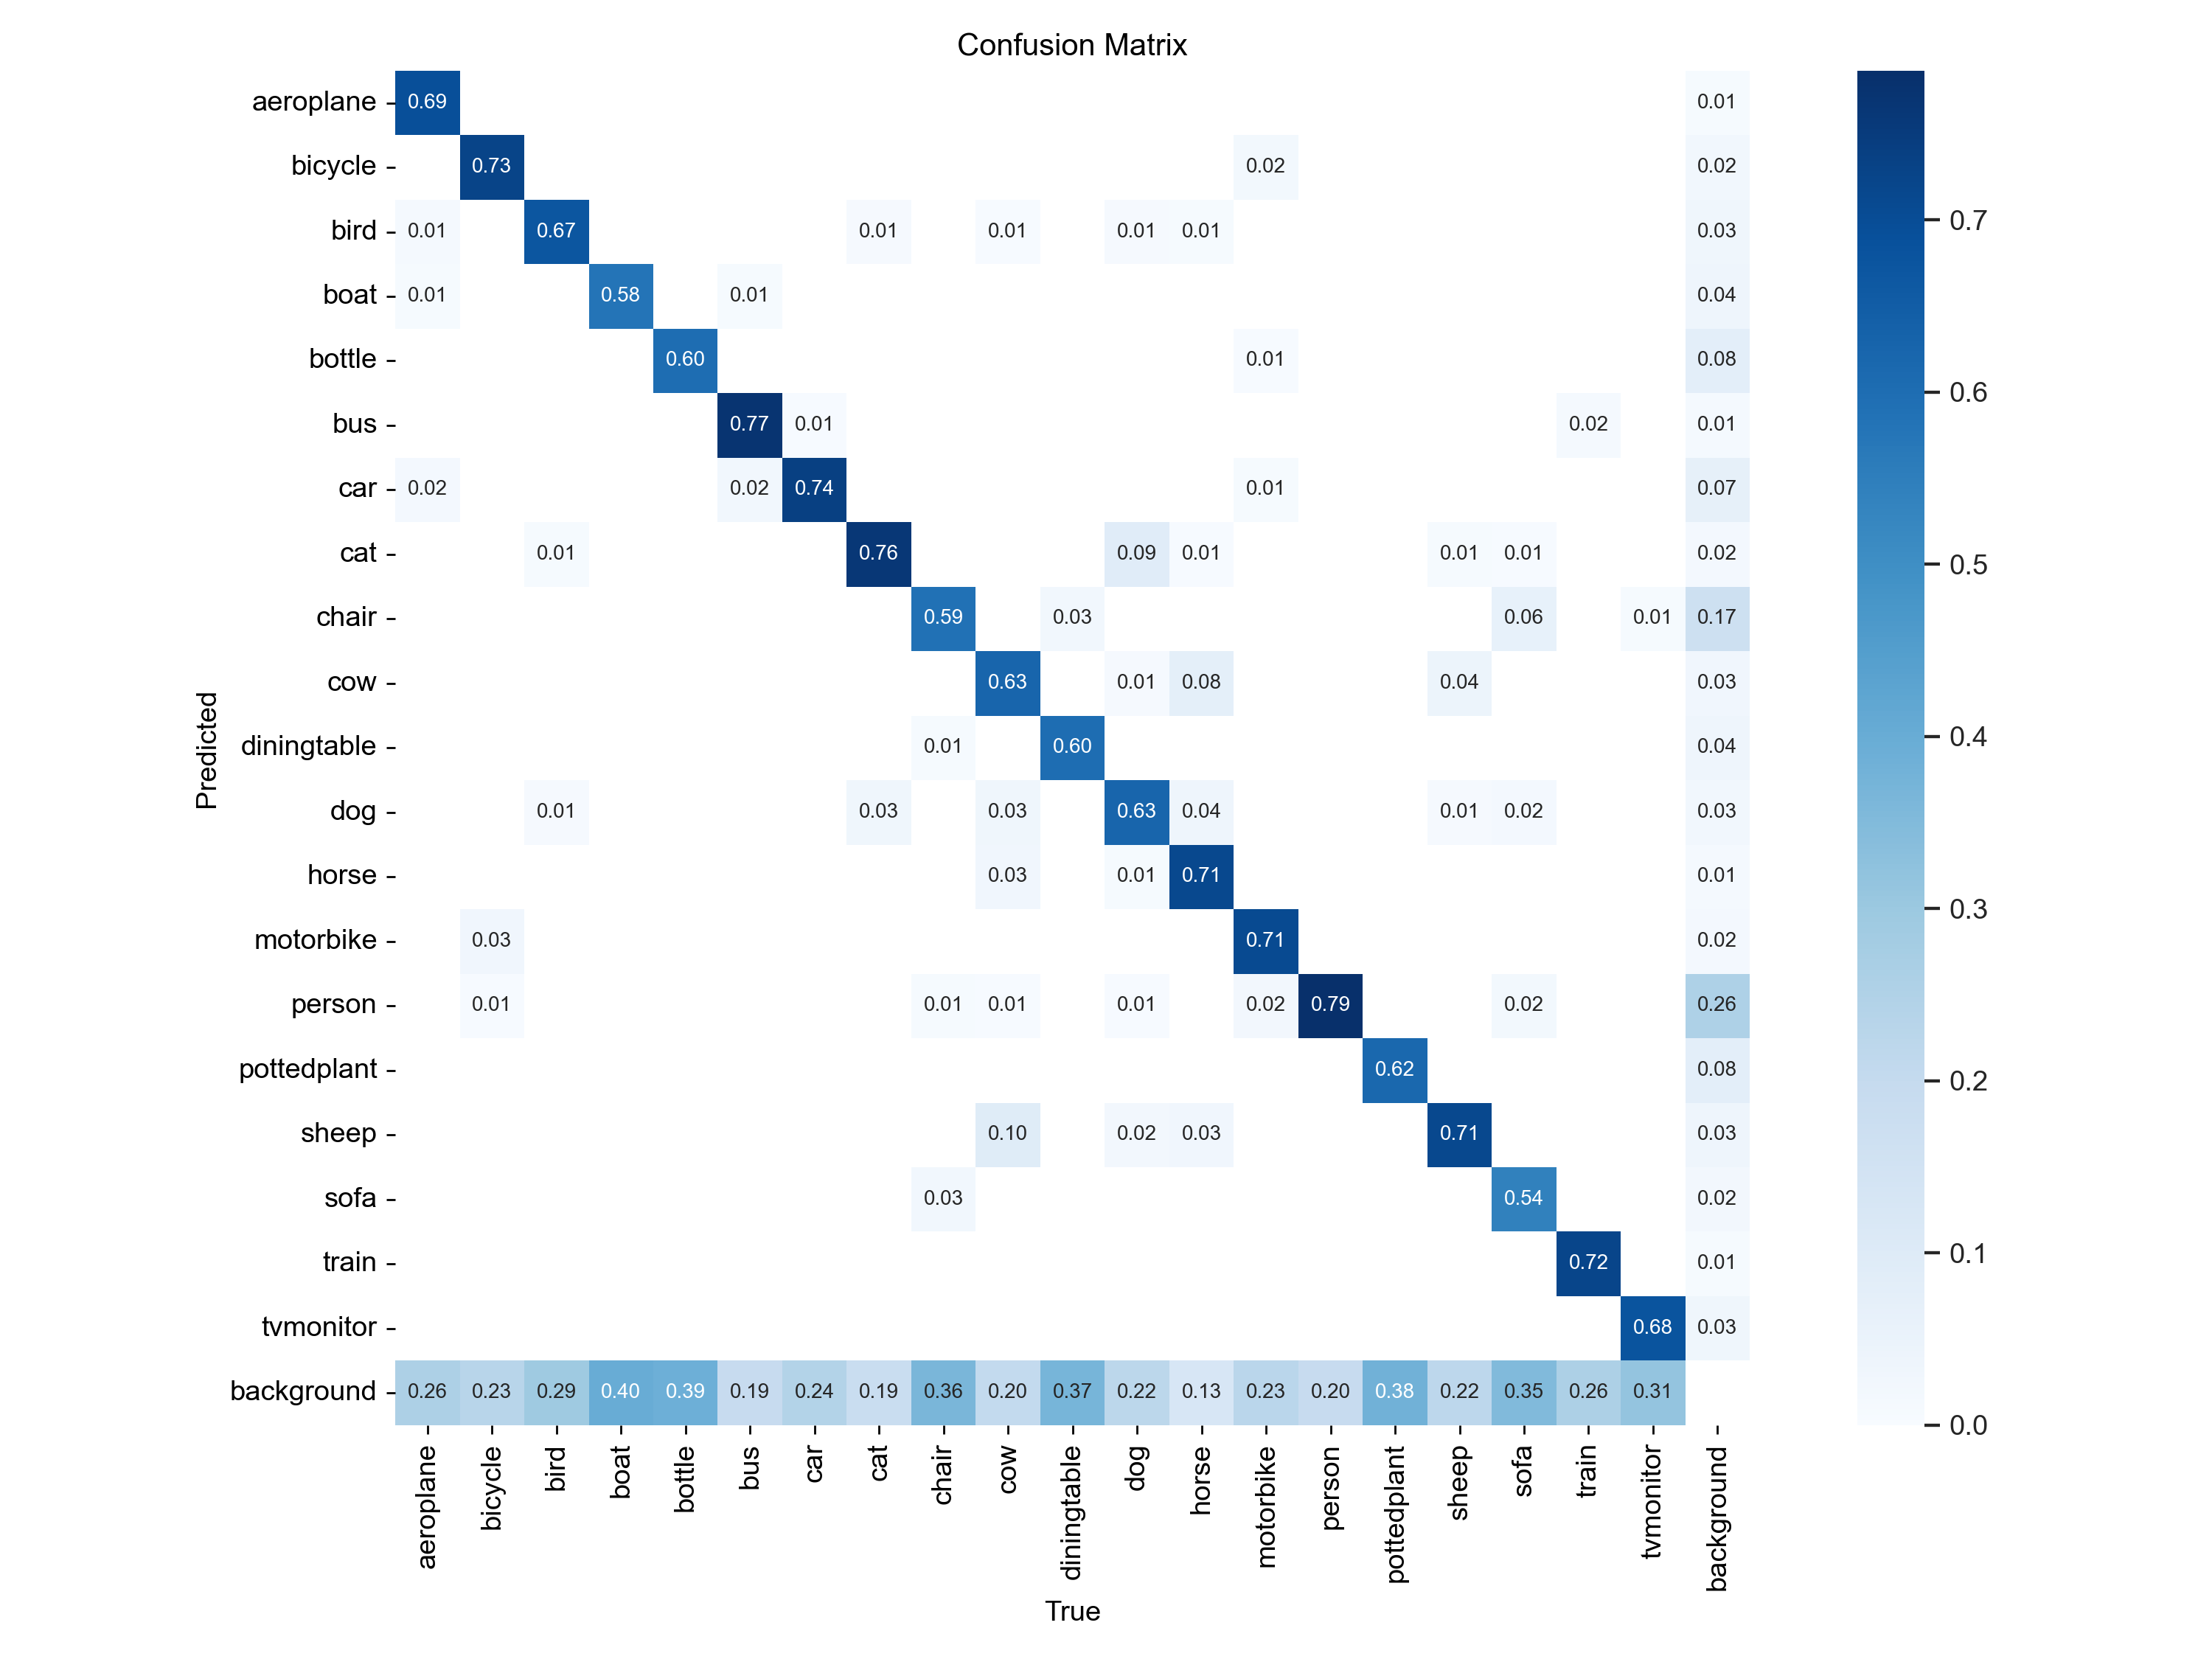 Confusion Matrix
aeroplane 0.69 0.01
bicycle 0.73 0.02 0.02
bird 0.01 0.67 0.01 0.01 0.01 0.01 0.03
boat 0.01 0.58 0.01 0.04
bottle 0.60 0.01 0.08
bus 0.77 0.01 0.02 0.01
car 0.02 0.02 0.74 0.01 0.07
cat 0.01 0.76 0.09 0.01 0.01 0.01 0.02
chair 0.59 0.03 0.06 0.01 0.17
cow 0.63 0.01 0.08 0.04 0.03
diningtable 0.01 0.60 0.04
dog 0.01 0.03 0.03 0.63 0.04 0.01 0.02 0.03
horse 0.03 0.01 0.71 0.01
motorbike 0.03 0.71 0.02
person 0.01 0.01 0.01 0.01 0.02 0.79 0.02 0.26
pottedplant 0.62 0.08
sheep 0.10 0.02 0.03 0.71 0.03
sofa 0.03 0.54 0.02
train 0.72 0.01
tvmonitor 0.68 0.03
background 0.26 0.23 0.29 0.40 0.39 0.19 0.24 0.19 0.36 0.20 0.37 0.22 0.13 0.23 0.20 0.38 0.22 0.35 0.26 0.31
aeroplane bicycle bird boat bottle bus car cat chair cow diningtable dog horse motorbike person pottedplant sheep sofa train tvmonitor background
True
Predicted
0.7
0.6
0.5
0.4
0.3
0.2
0.1
0.0